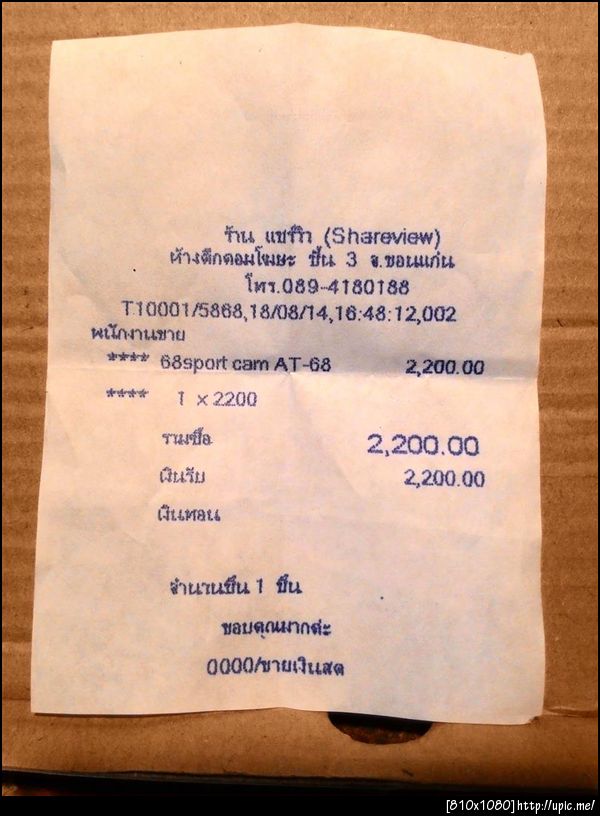 ร้าน แชร์วิว (Shareview)
ห้างตึกคอมโฆษะ ชั้น 3 จ.ขอนแก่น
โทร.089-4180188
T10001/5868,18/08/14,16:48:12,002
พนักงานขาย
**** 68sport cam AT-68 2,200.00
**** 1 x 2200
รวมซื้อ 2,200.00
เงินรับ 2,200.00
เงินทอน
จำนวนชิ้น 1 ชิ้น
ขอบคุณมากค่ะ
0000/ขายเงินสด
[810x1080]http://upic.me/